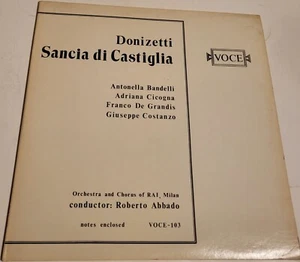 Donizetti
Sancia di Castiglia
VOCE
Antonella Bandelli
Adriana Cicogna
Franco De Grandis
Giuseppe Costanzo
Orchestra and Chorus of RAI, Milan
conductor: Roberto Abbado
notes enclosed VOCE-103